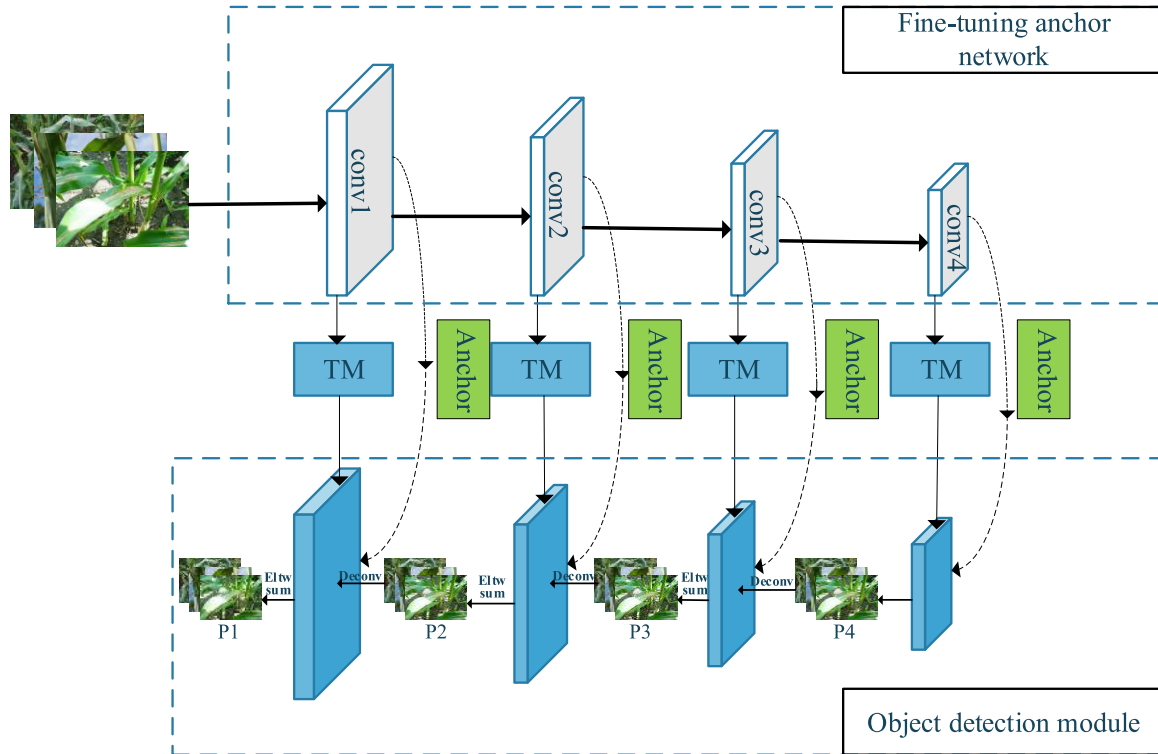 Fine-tuning anchor
network
conv1
conv2
conv3
conv4
TM
Anchor
TM
Anchor
TM
Anchor
TM
Anchor
Eltw
sum
Deconv
Eltw
sum
Deconv
Eltw
sum
Deconv
P1
P2
P3
P4
Object detection module